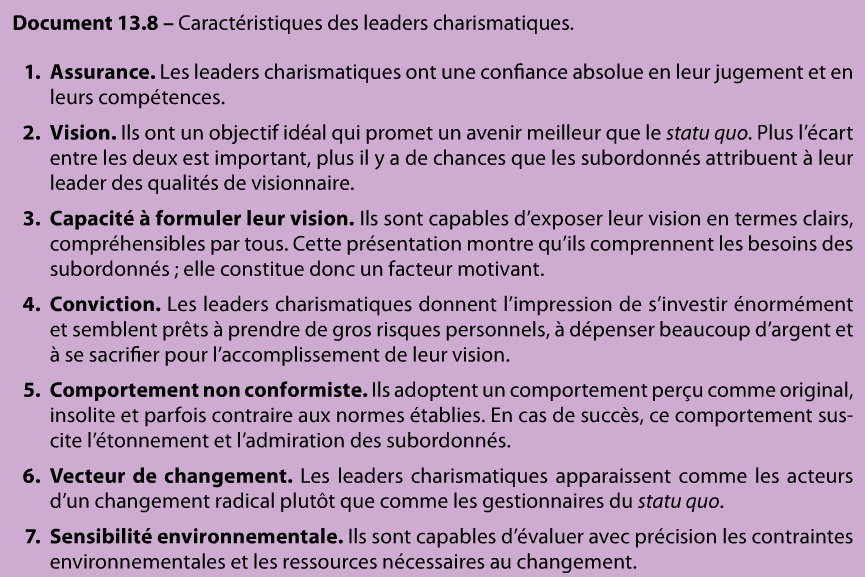 Document 13.8 – Caractéristiques des leaders charismatiques.
1. Assurance. Les leaders charismatiques ont une confiance absolue en leur jugement et en
leurs compétences.
2. Vision. Ils ont un objectif idéal qui promet un avenir meilleur que le statu quo. Plus l’écart
entre les deux est important, plus il y a de chances que les subordonnés attribuent à leur
leader des qualités de visionnaire.
3. Capacité à formuler leur vision. Ils sont capables d’exposer leur vision en termes clairs,
compréhensibles par tous. Cette présentation montre qu’ils comprennent les besoins des
subordonnés ; elle constitue donc un facteur motivant.
4. Conviction. Les leaders charismatiques donnent l’impression de s’investir énormément
et semblent prêts à prendre de gros risques personnels, à dépenser beaucoup d’argent et
à se sacrifier pour l’accomplissement de leur vision.
5. Comportement non conformiste. Ils adoptent un comportement perçu comme original,
insolite et parfois contraire aux normes établies. En cas de succès, ce comportement sus-
cite l’étonnement et l’admiration des subordonnés.
6. Vecteur de changement. Les leaders charismatiques apparaissent comme les acteurs
d’un changement radical plutôt que comme les gestionnaires du statu quo.
7. Sensibilité environnementale. Ils sont capables d’évaluer avec précision les contraintes
environnementales et les ressources nécessaires au changement.